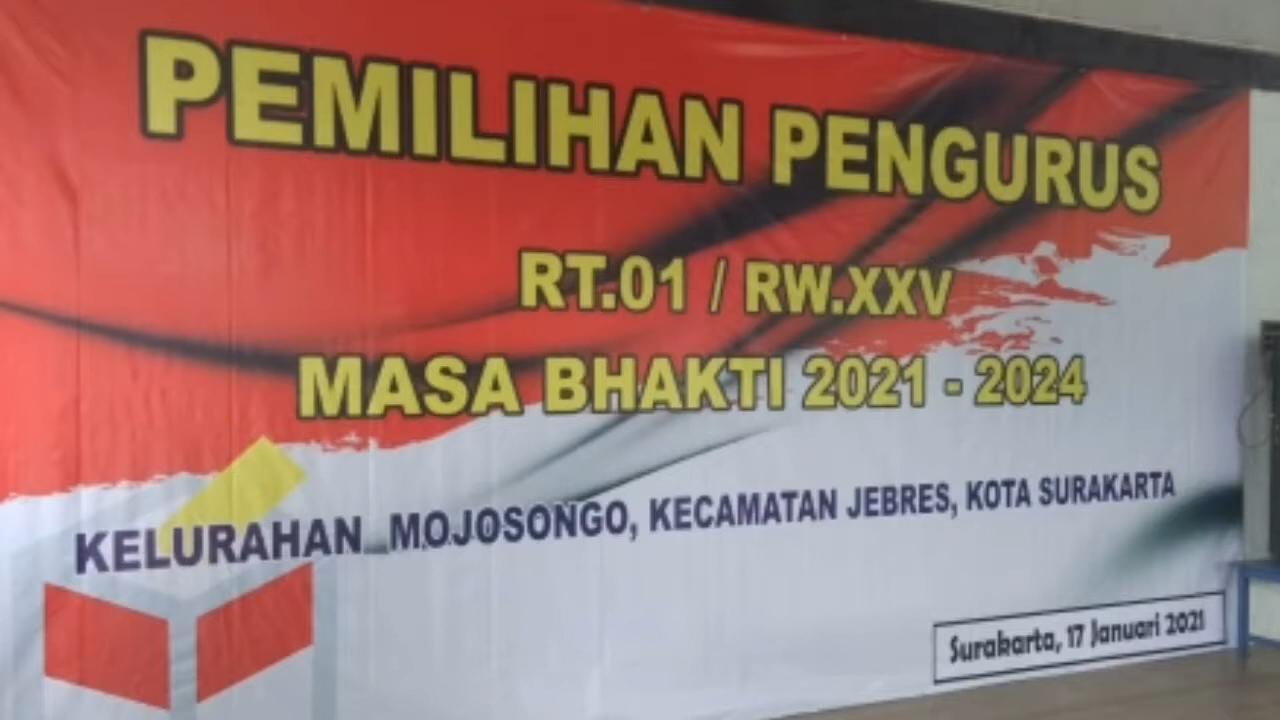 PEMILIHAN PENGURUS
RT.01 / RW.XXV
MASA BHAKTI 2021 - 2024
KELURAHAN MOJOSONGO, KECAMATAN JEBRES, KOTA SURAKARTA
Surakarta, 17 Januari 2021